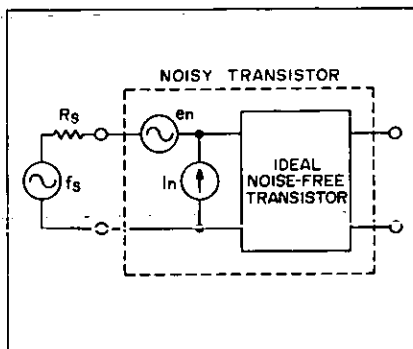 NOISY TRANSISTOR
Rs
en
fs
In
IDEAL
NOISE-FREE
TRANSISTOR